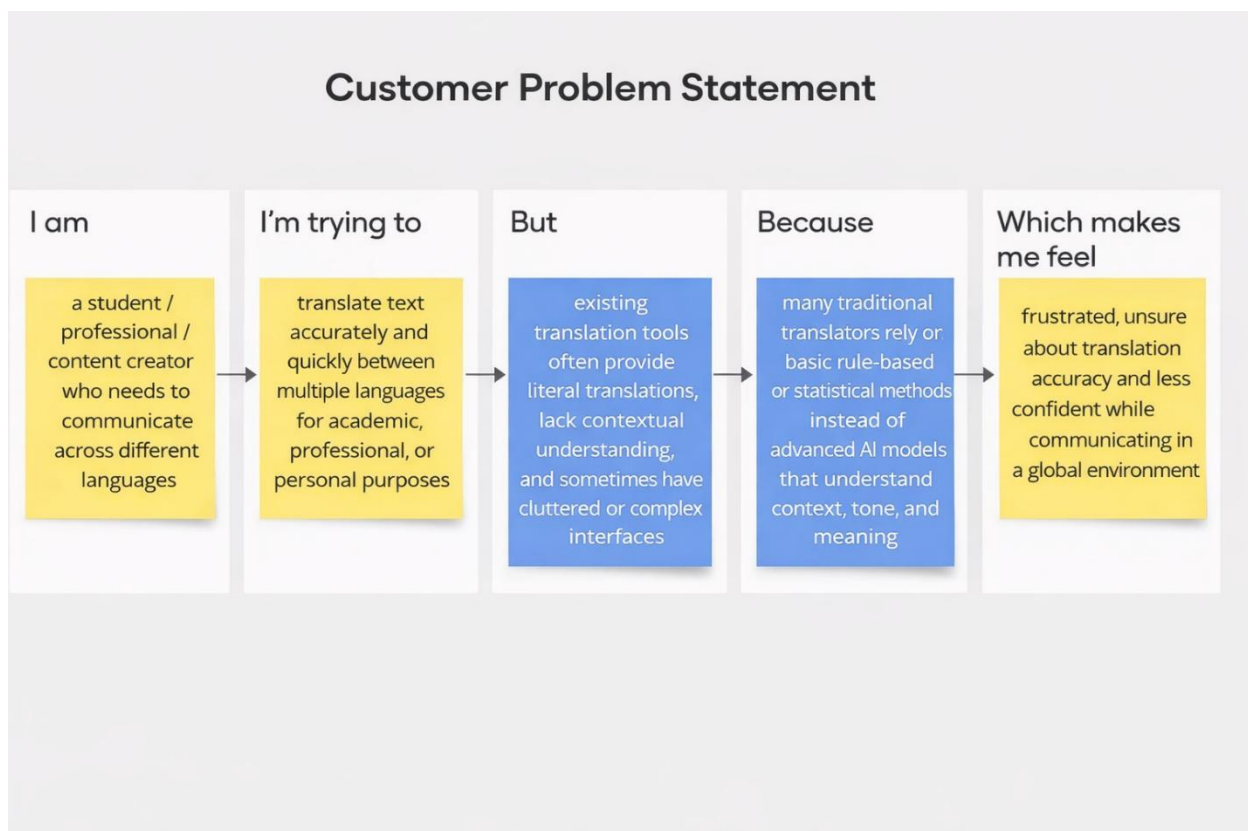 Customer Problem Statement
I am
a student /
professional /
content creator
who needs to
communicate
across different
languages
I'm trying to
translate text
accurately and
quickly between
multiple languages
for academic,
professional, or
personal purposes
But
existing
translation tools
often provide
literal translations,
lack contextual
understanding,
and sometimes have
cluttered or complex
interfaces
Because
many traditional
translators rely or
basic rule-based
or statistical methods
instead of
advanced AI models
that understand
context, tone, and
meaning
Which makes
me feel
frustrated, unsure
about translation
accuracy and less
confident while
communicating in
a global environment